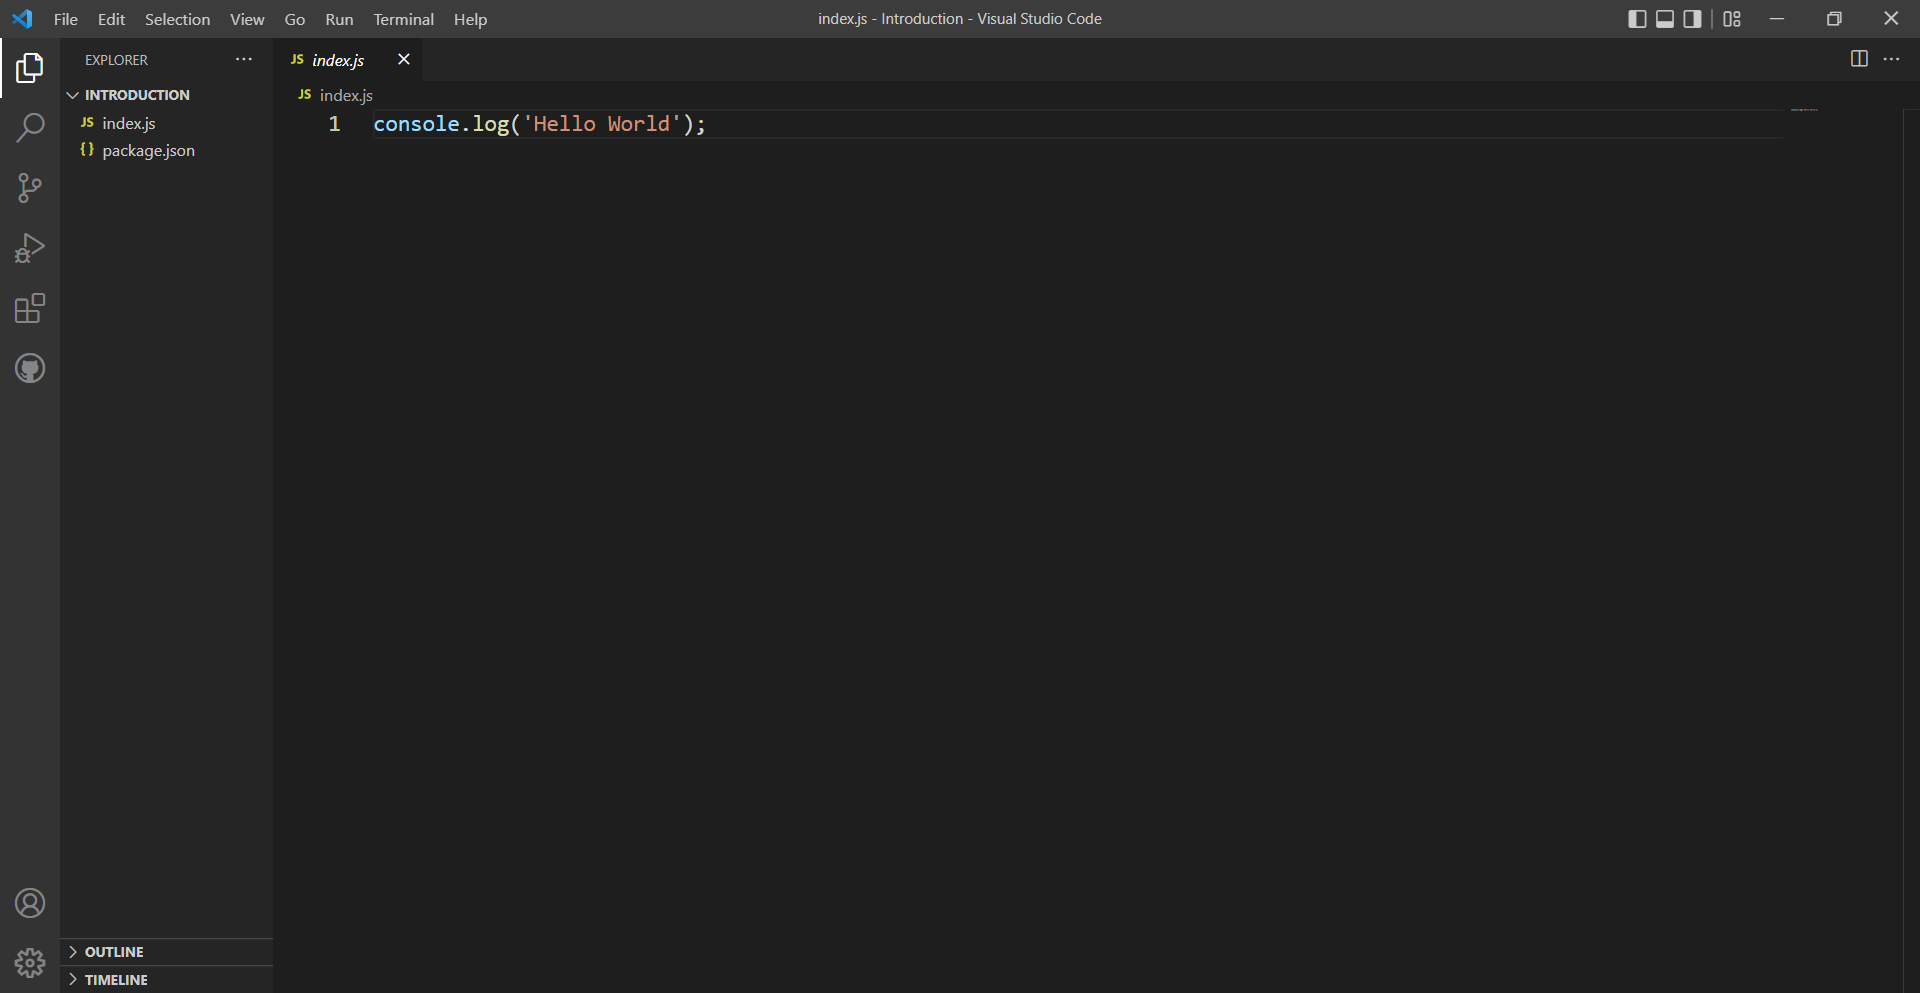 File Edit Selection View Go Run Terminal Help index.js - Introduction - Visual Studio Code
EXPLORER
INTRODUCTION
JS index.js
{} package.json
OUTLINE
TIMELINE
JS index.js
JS index.js
1 console.log('Hello World');